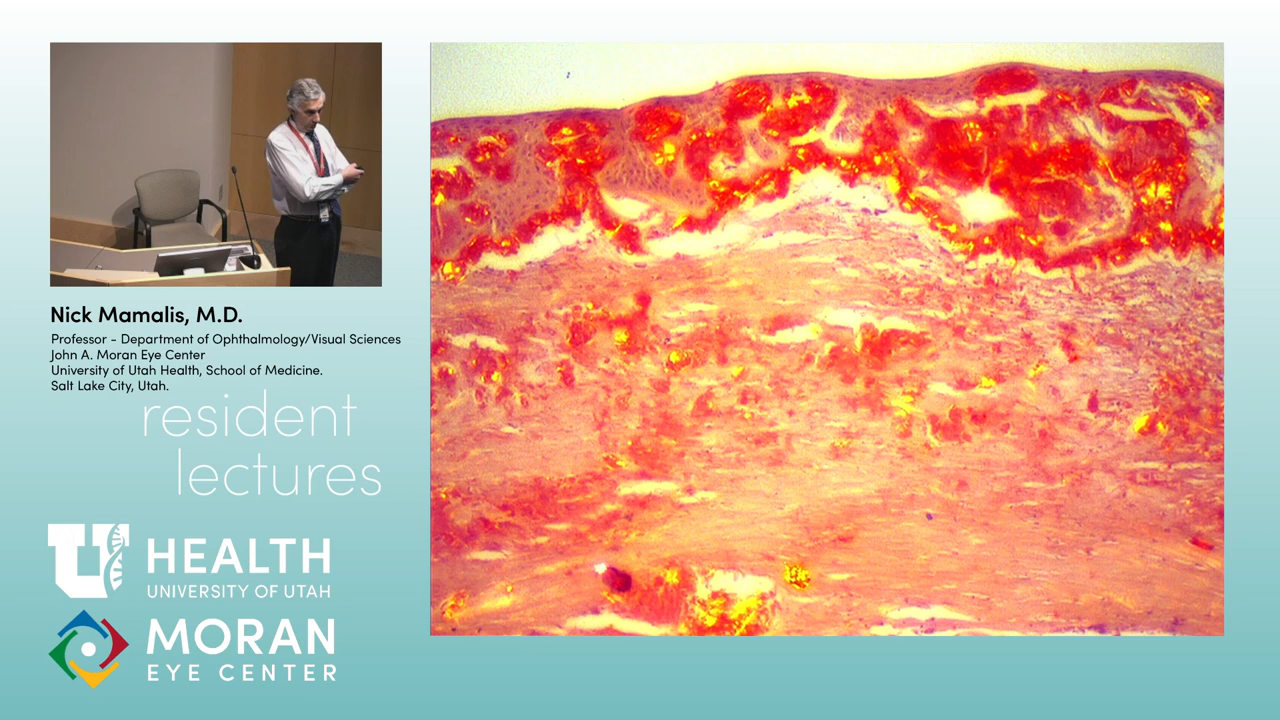 Nick Mamalis, M.D.
Professor - Department of Ophthalmology/Visual Sciences
John A. Moran Eye Center
University of Utah Health, School of Medicine.
Salt Lake City, Utah.
resident
lectures
U HEALTH
UNIVERSITY OF UTAH
MORAN
EYE CENTER